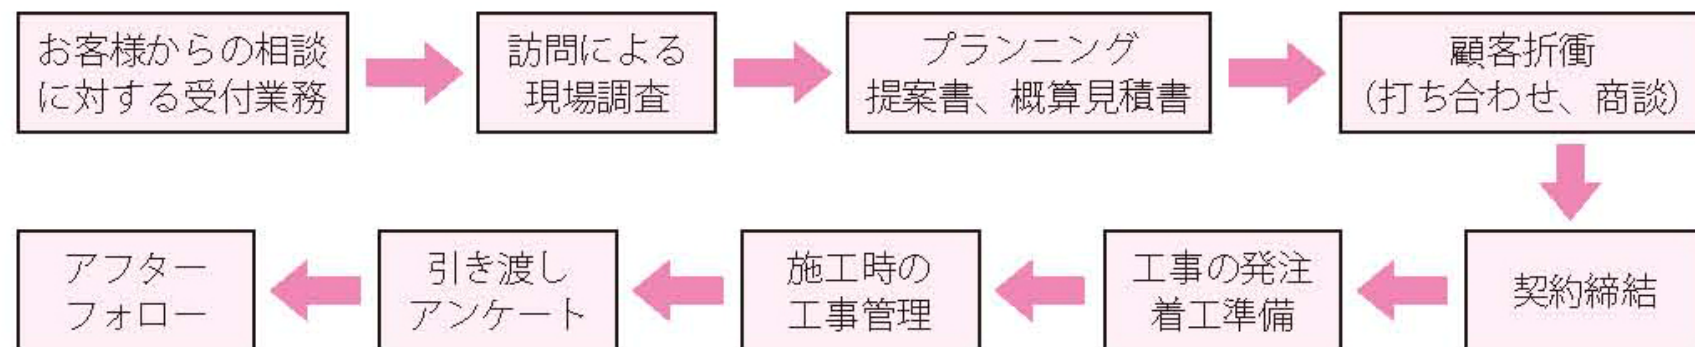 お客様からの相談
に対する受付業務
訪問による
現場調査
プランニング
提案書、概算見積書
顧客折衝
（打ち合わせ、商談）
契約締結
工事の発注
着工準備
施工時の
工事管理
引き渡し
アンケート
アフター
フォロー